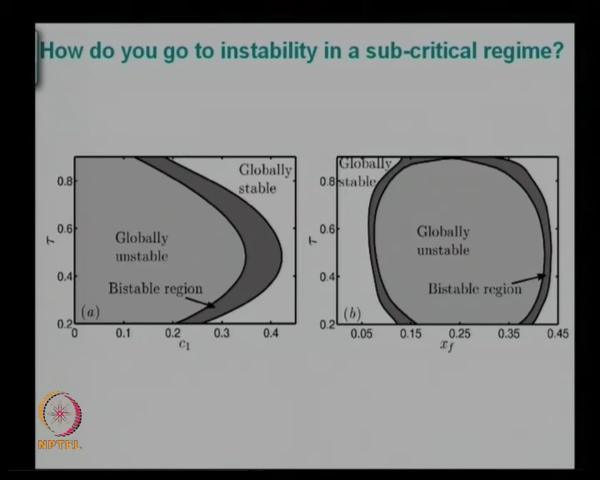 How do you go to instability in a sub-critical regime?
Globally
stable
0.8
0.6
τ
0.4
0.2
Globally
unstable
Bistable region
(a)
0
0.1
0.2
0.3
0.4
c1
Globally
stable
0.8
0.6
τ
0.4
0.2
Globally
unstable
Bistable region
(b)
0.05
0.15
0.25
0.35
0.45
xf
NPTEL